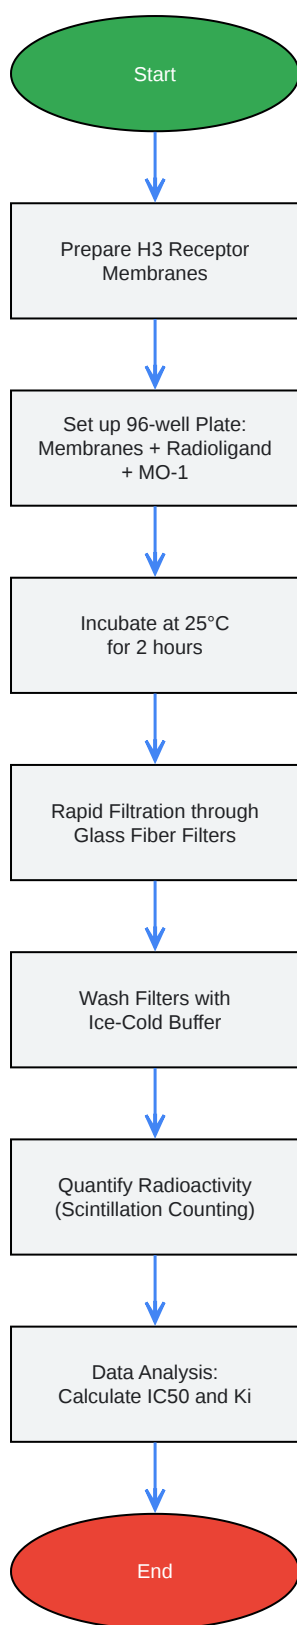 Start
Prepare H3 Receptor
Membranes
Set up 96-well Plate:
Membranes + Radioligand
+ MO-1
Incubate at 25°C
for 2 hours
Rapid Filtration through
Glass Fiber Filters
Wash Filters with
Ice-Cold Buffer
Quantify Radioactivity
(Scintillation Counting)
Data Analysis:
Calculate IC50 and Ki
End